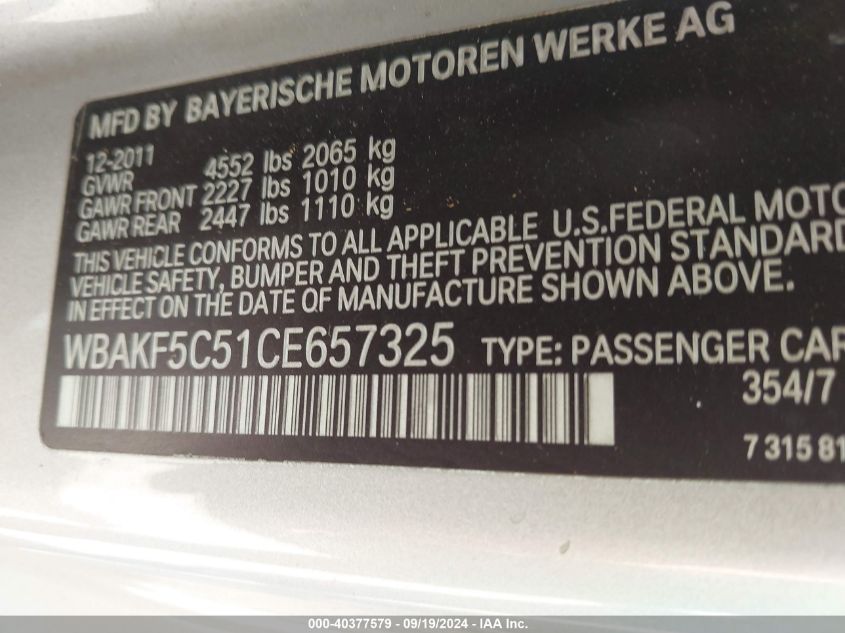 MFD BY BAYERISCHE MOTOREN WERKE AG
12-2011
GVWR 4552 lbs 2065 kg
GAWR FRONT 2227 lbs 1010 kg
GAWR REAR 2447 lbs 1110 kg
THIS VEHICLE CONFORMS TO ALL APPLICABLE U.S.FEDERAL MOTO
VEHICLE SAFETY, BUMPER AND THEFT PREVENTION STANDARD
IN EFFECT ON THE DATE OF MANUFACTURE SHOWN ABOVE.
WBAKF5C51CE657325 TYPE: PASSENGER CAR
354/7
7 315 81
000-40377579 - 09/19/2024 - IAA Inc.